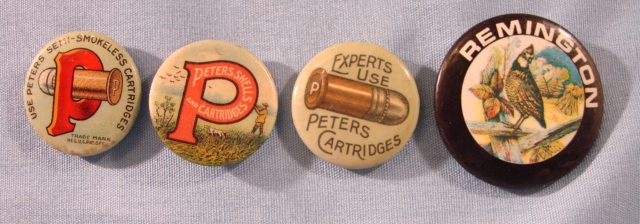 USE PETERS SEMI-SMOKELESS CARTRIDGES
P
P
TRADE MARK
PETERS SHELLS
AND CARTRIDGES
P
EXPERTS
USE
P
PETERS
CARTRIDGES
REMINGTON